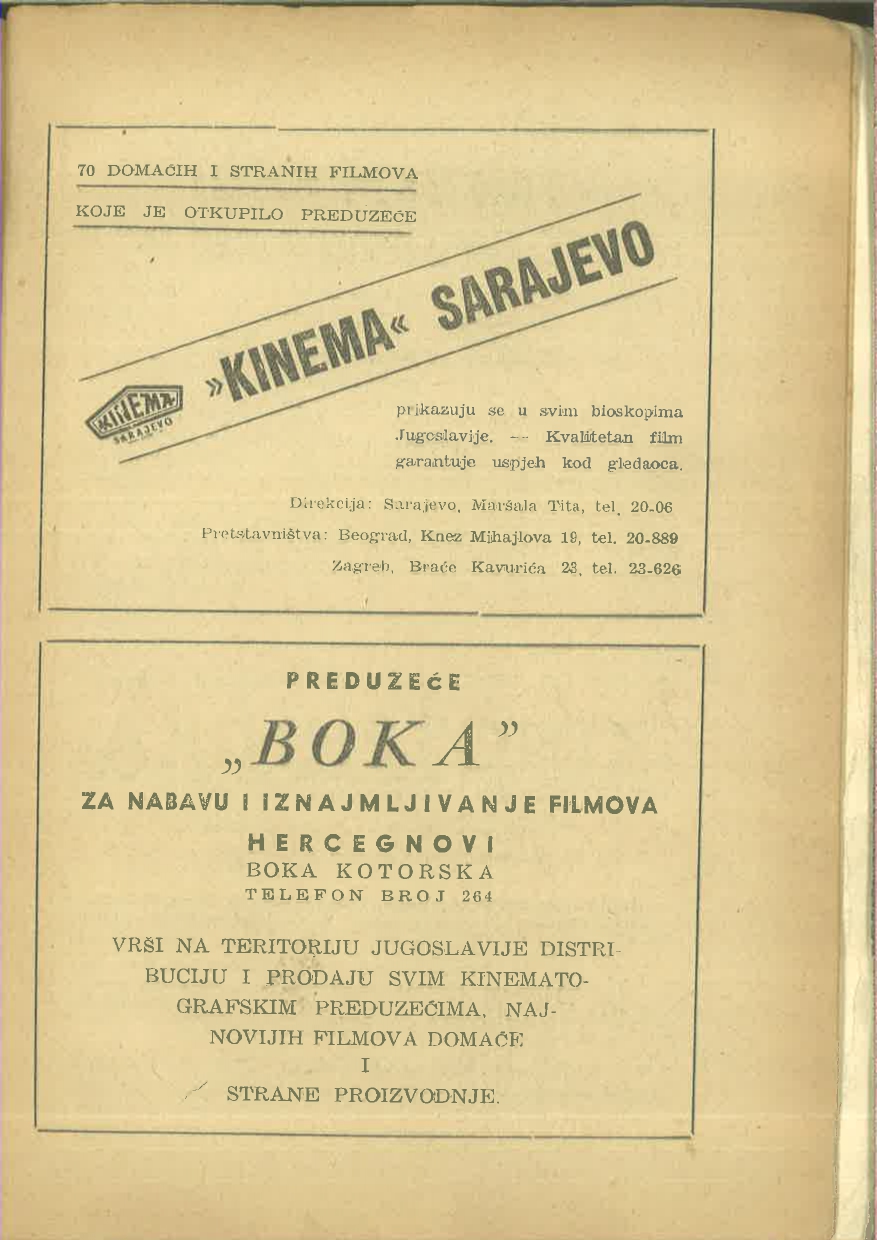 70 DOMAĆIH I STRANIH FILMOVA
KOJE JE OTKUPILO PREDUZEĆE
»KINEMA« SARAJEVO
KINEMA
SARAJEVO
prikazuju se u svim bioskopima
Jugoslavije. — Kvalitetan film
garantuje uspjeh kod gledaoca.
Direkcija: Sarajevo, Maršala Tita, tel. 20-06
Pretstavništva: Beograd, Knez Mihajlova 19, tel. 20-889
Zagreb, Braće Kavurića 23, tel. 23-626
PREDUZEĆE
„BOKA”
ZA NABAVU I IZNAJMLJIVANJE FILMOVA
HERCEGNOVI
BOKA KOTORSKA
TELEFON BROJ 264
VRŠI NA TERITORIJU JUGOSLAVIJE DISTRI-
BUCIJU I PRODAJU SVIM KINEMATO-
GRAFSKIM PREDUZEĆIMA, NAJ-
NOVIJIH FILMOVA DOMAĆE
I
STRANE PROIZVODNJE.